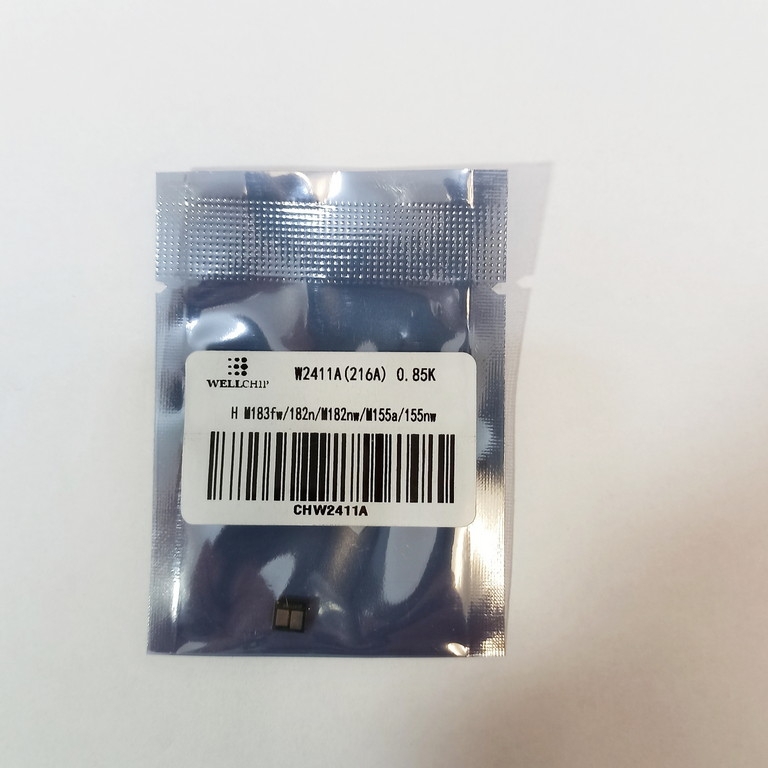 WELLCHIP
W2411A(216A) 0.85K
H M183fw/182n/M182nw/M155a/155nw
CHW2411A